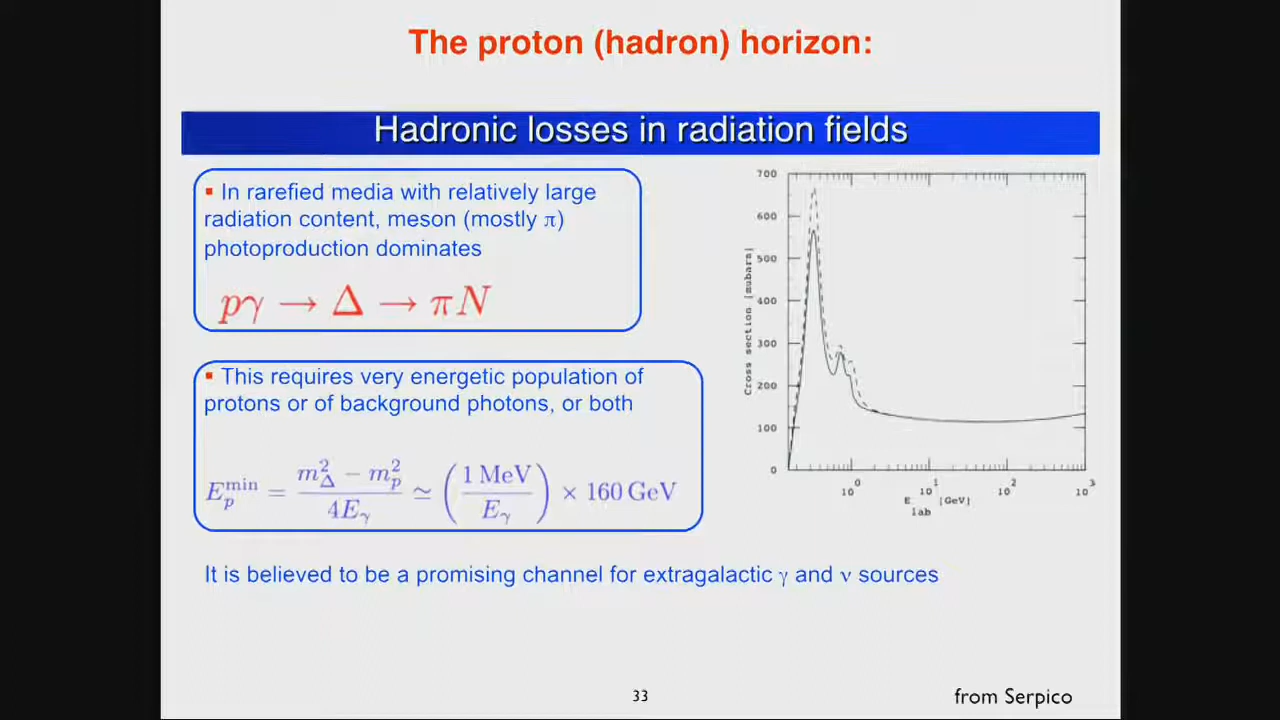 The proton (hadron) horizon:
Hadronic losses in radiation fields
▪ In rarefied media with relatively large
radiation content, meson (mostly π)
photoproduction dominates
pγ → Δ → πN
▪ This requires very energetic population of
protons or of background photons, or both
E_p^min = (m_Δ^2 − m_p^2) / (4E_γ) ≃ (1 MeV / E_γ) × 160 GeV
It is believed to be a promising channel for extragalactic γ and ν sources
Cross section [mubars]
700
600
500
400
300
200
100
0
10^0 10^1 10^2 10^3
E_lab [GeV]
33
from Serpico